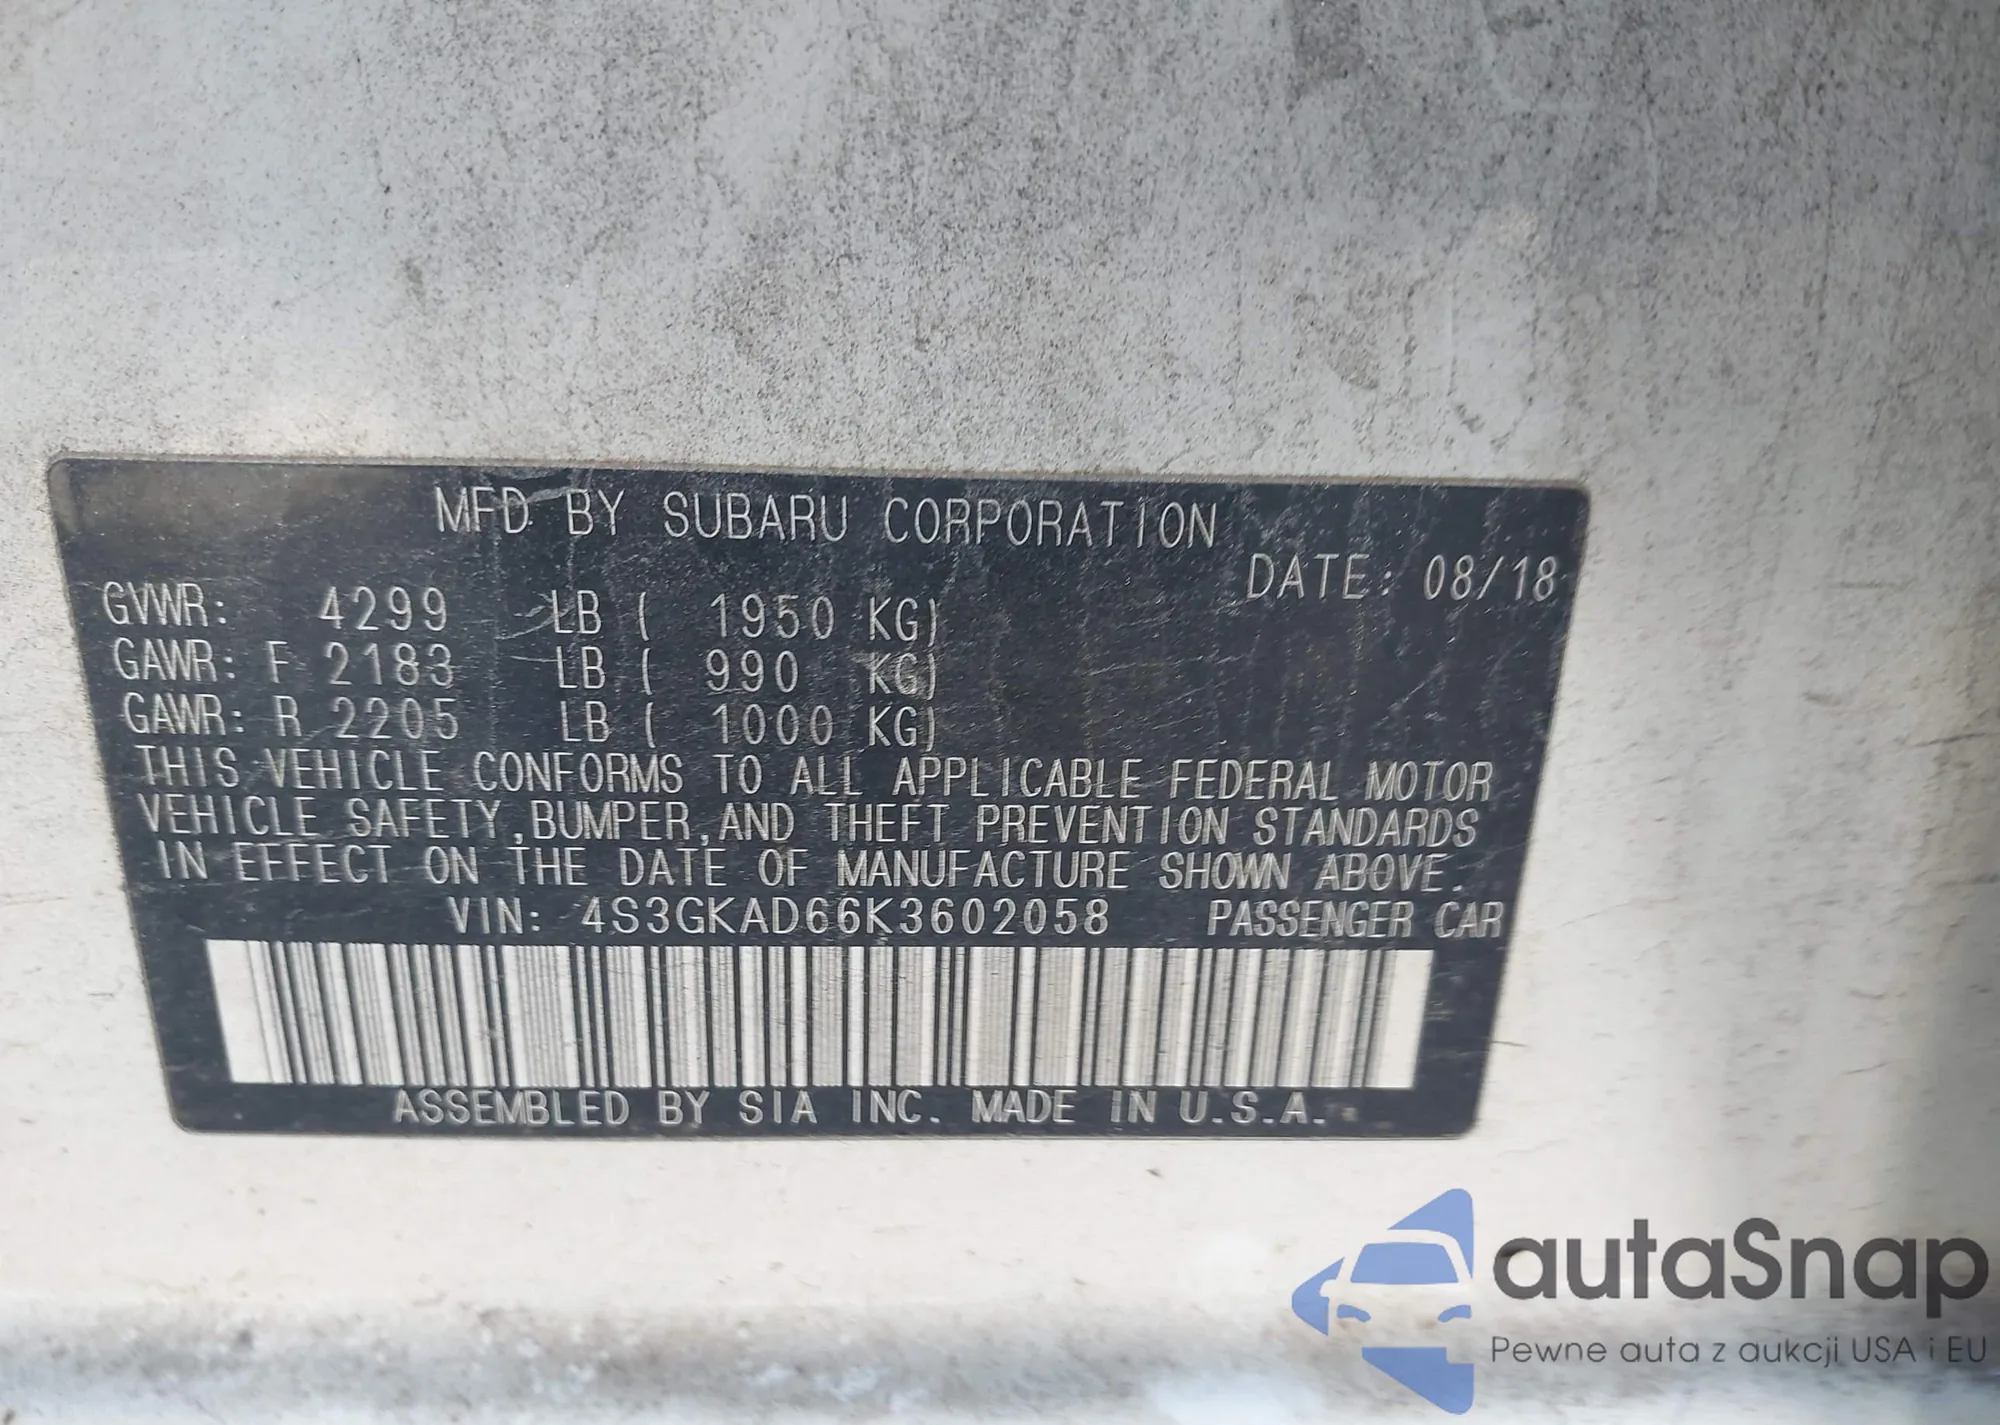 MFD BY SUBARU CORPORATION
DATE: 08/18
GVWR: 4299 LB ( 1950 KG)
GAWR: F 2183 LB ( 990 KG)
GAWR: R 2205 LB ( 1000 KG)
THIS VEHICLE CONFORMS TO ALL APPLICABLE FEDERAL MOTOR
VEHICLE SAFETY, BUMPER, AND THEFT PREVENTION STANDARDS
IN EFFECT ON THE DATE OF MANUFACTURE SHOWN ABOVE.
VIN: 4S3GKAD66K3602058 PASSENGER CAR
ASSEMBLED BY SIA INC. MADE IN U.S.A.
autaSnap
Pewne auta z aukcji USA i EU